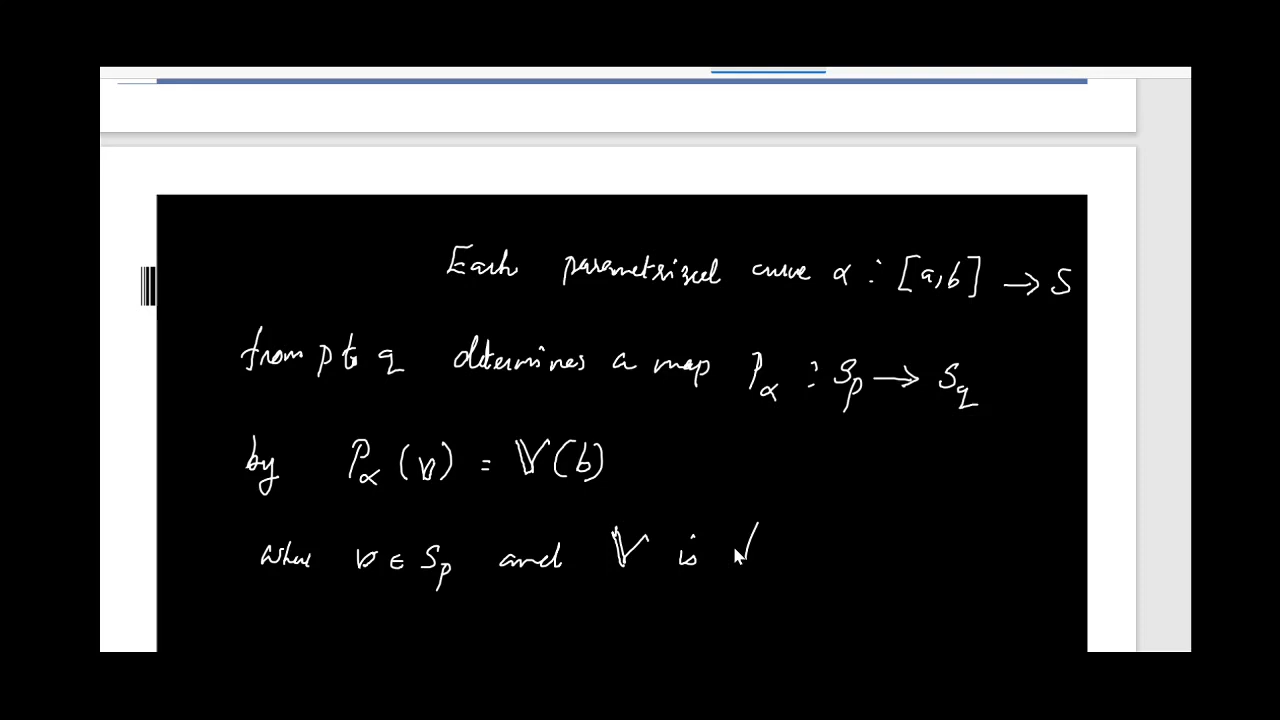 Each parametrized curve α : [a,b] → S
from p to q determines a map P_α : S_p → S_q
by P_α (v) = 𝕍(b)
where v ∈ S_p and 𝕍 is